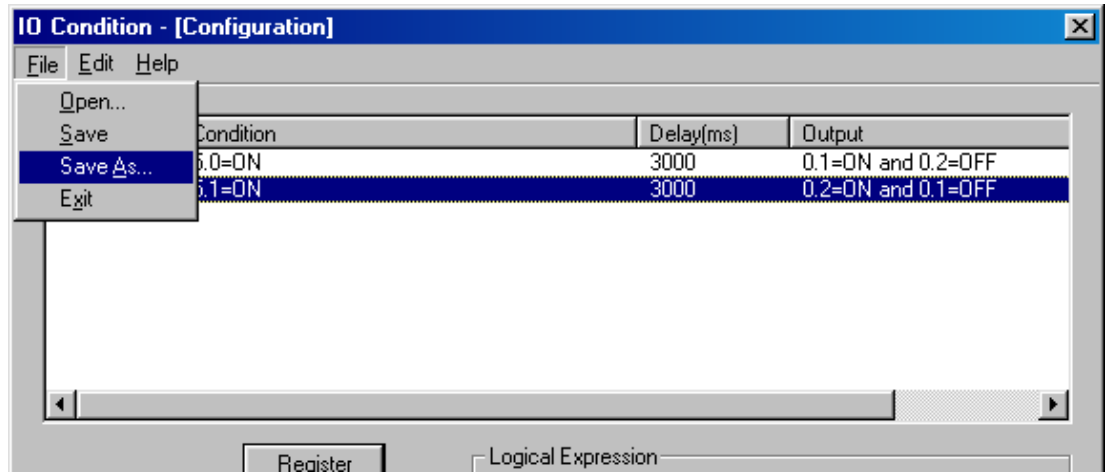 IO Condition - [Configuration]
File Edit Help
Open...
Save
Save As...
Exit
Condition Delay(ms) Output
5.0=ON 3000 0.1=ON and 0.2=OFF
5.1=ON 3000 0.2=ON and 0.1=OFF
Register
Logical Expression